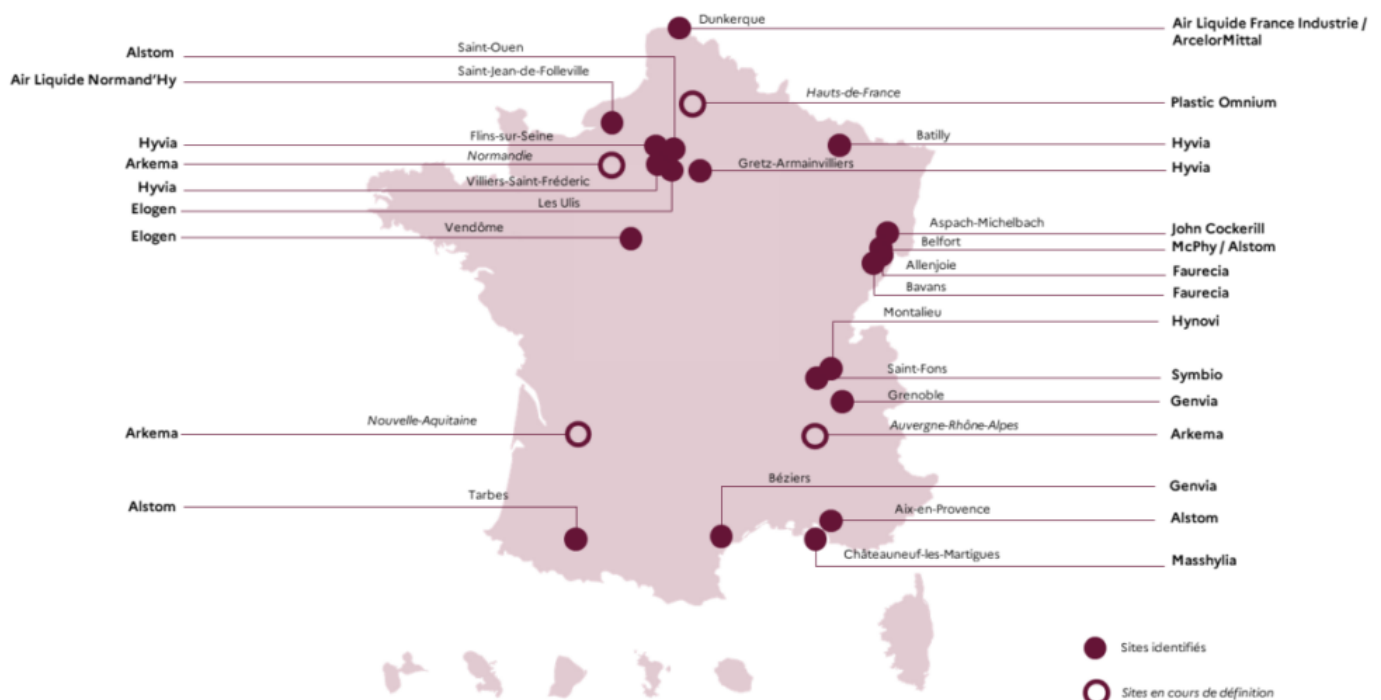 Dunkerque
Air Liquide France Industrie /
ArcelorMittal
Alstom
Saint-Ouen
Air Liquide Normand'Hy
Saint-Jean-de-Folleville
Hauts-de-France
Plastic Omnium
Hyvia
Flins-sur-Seine
Batilly
Hyvia
Arkema
Normandie
Gretz-Armainvilliers
Hyvia
Hyvia
Villiers-Saint-Fréderic
Elogen
Les Ulis
Elogen
Vendôme
Aspach-Michelbach
John Cockerill
Belfort
McPhy / Alstom
Allenjoie
Faurecia
Bavans
Faurecia
Montalieu
Hynovi
Saint-Fons
Symbio
Grenoble
Genvia
Arkema
Nouvelle-Aquitaine
Auvergne-Rhône-Alpes
Arkema
Béziers
Genvia
Alstom
Tarbes
Aix-en-Provence
Alstom
Châteauneuf-les-Martigues
Masshylia
Sites identifiés
Sites en cours de définition